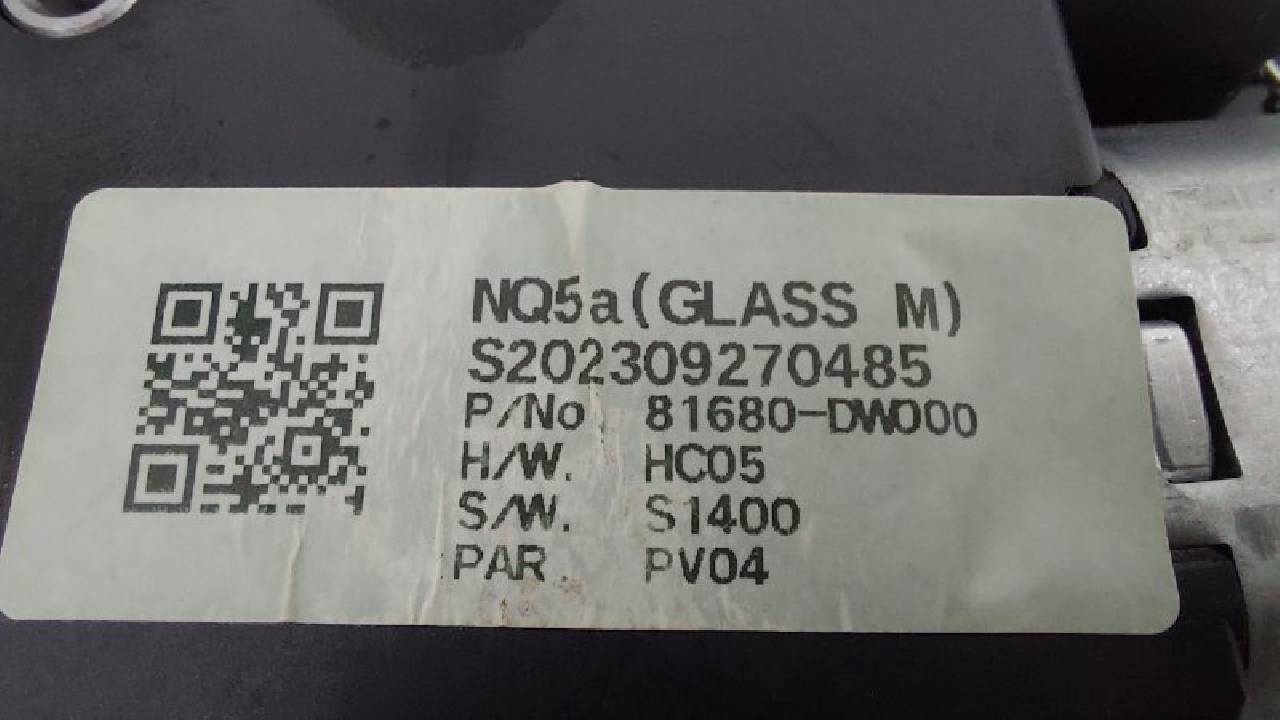 NQ5a(GLASS M)
S202309270485
P/No 81680-DW000
H/W. HC05
S/W. S1400
PAR. PV04